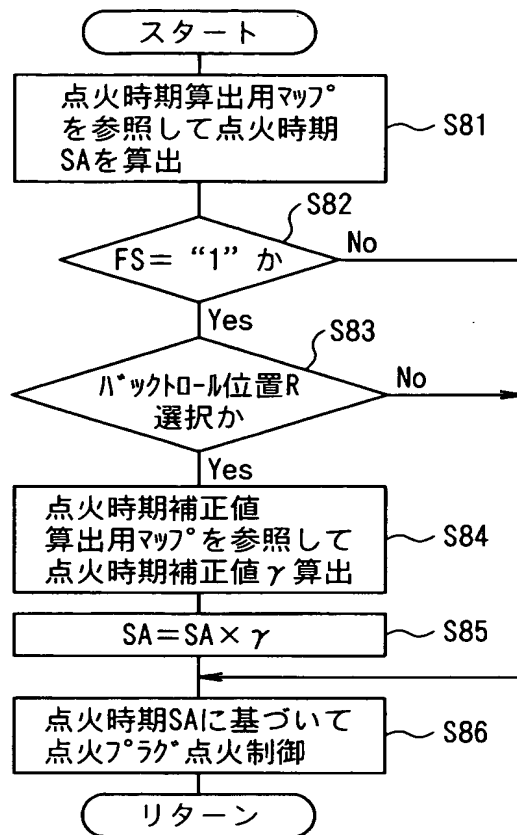 スタート
点火時期算出用マップ
を参照して点火時期
SAを算出
S81
S82
FS＝ “1” か
No
Yes
S83
バックトロール位置R
選択か
No
Yes
点火時期補正値
算出用マップを参照して
点火時期補正値γ算出
S84
SA＝SA×γ
S85
点火時期SAに基づいて
点火プラグ点火制御
S86
リターン